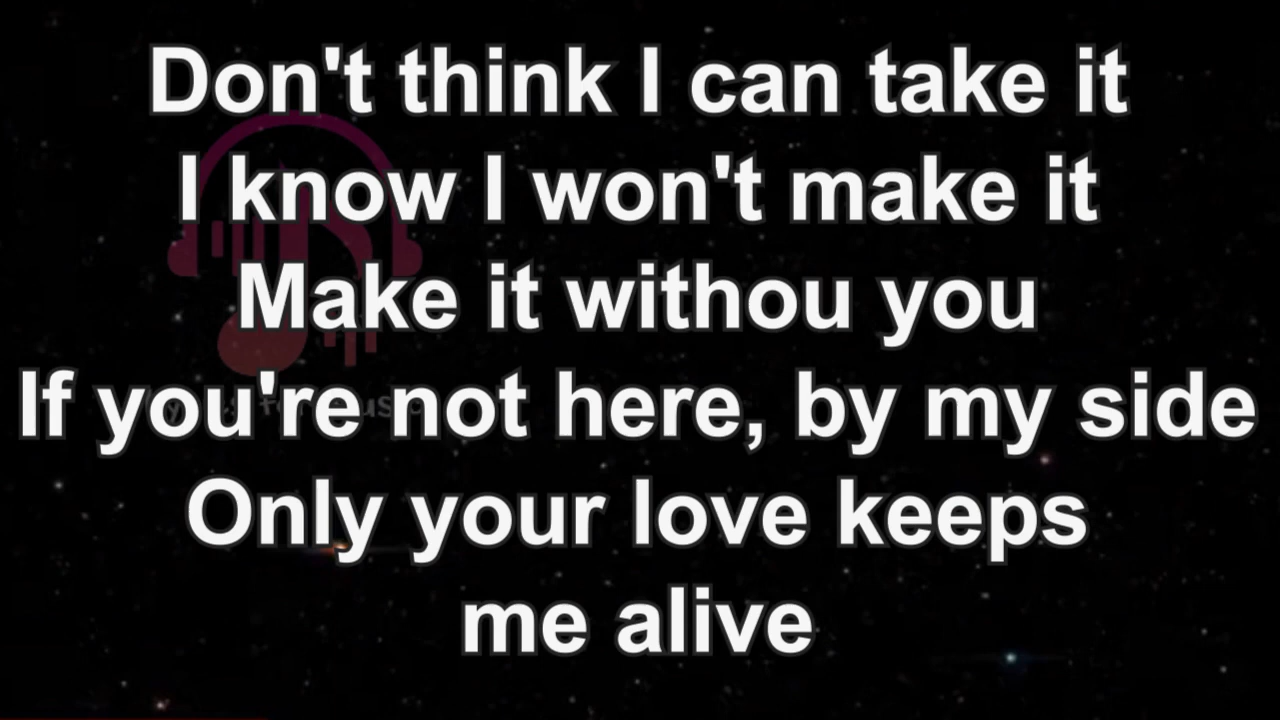 Don't think I can take it
I know I won't make it
Make it withou you
If you're not here, by my side
Only your love keeps
me alive